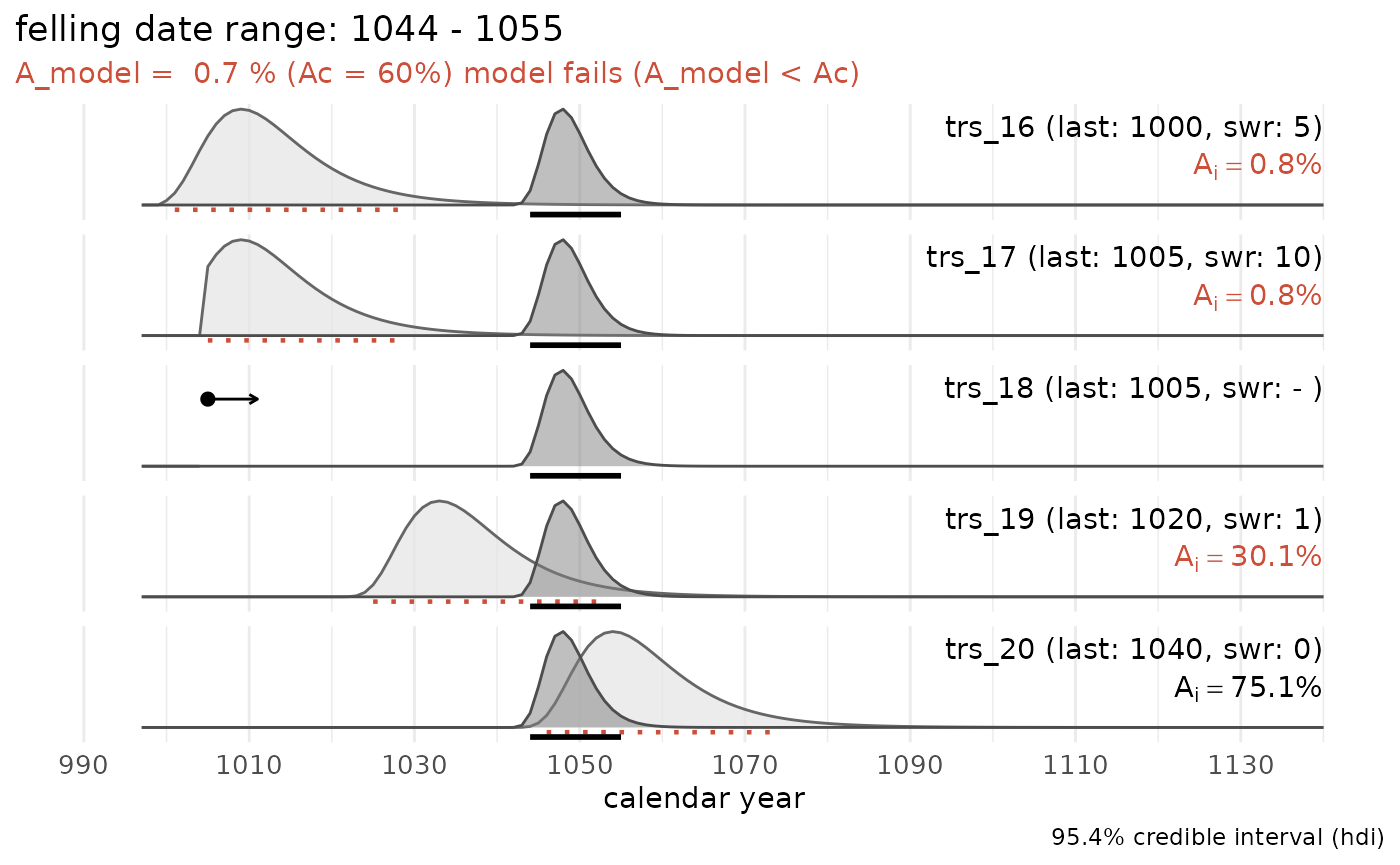 felling date range: 1044 - 1055
A_model =  0.7 % (Ac = 60%) model fails (A_model < Ac)
trs_16 (last: 1000, swr: 5)
Ai = 0.8%
trs_17 (last: 1005, swr: 10)
Ai = 0.8%
trs_18 (last: 1005, swr: - )
trs_19 (last: 1020, swr: 1)
Ai = 30.1%
trs_20 (last: 1040, swr: 0)
Ai = 75.1%
990 1010 1030 1050 1070 1090 1110 1130
calendar year
95.4% credible interval (hdi)